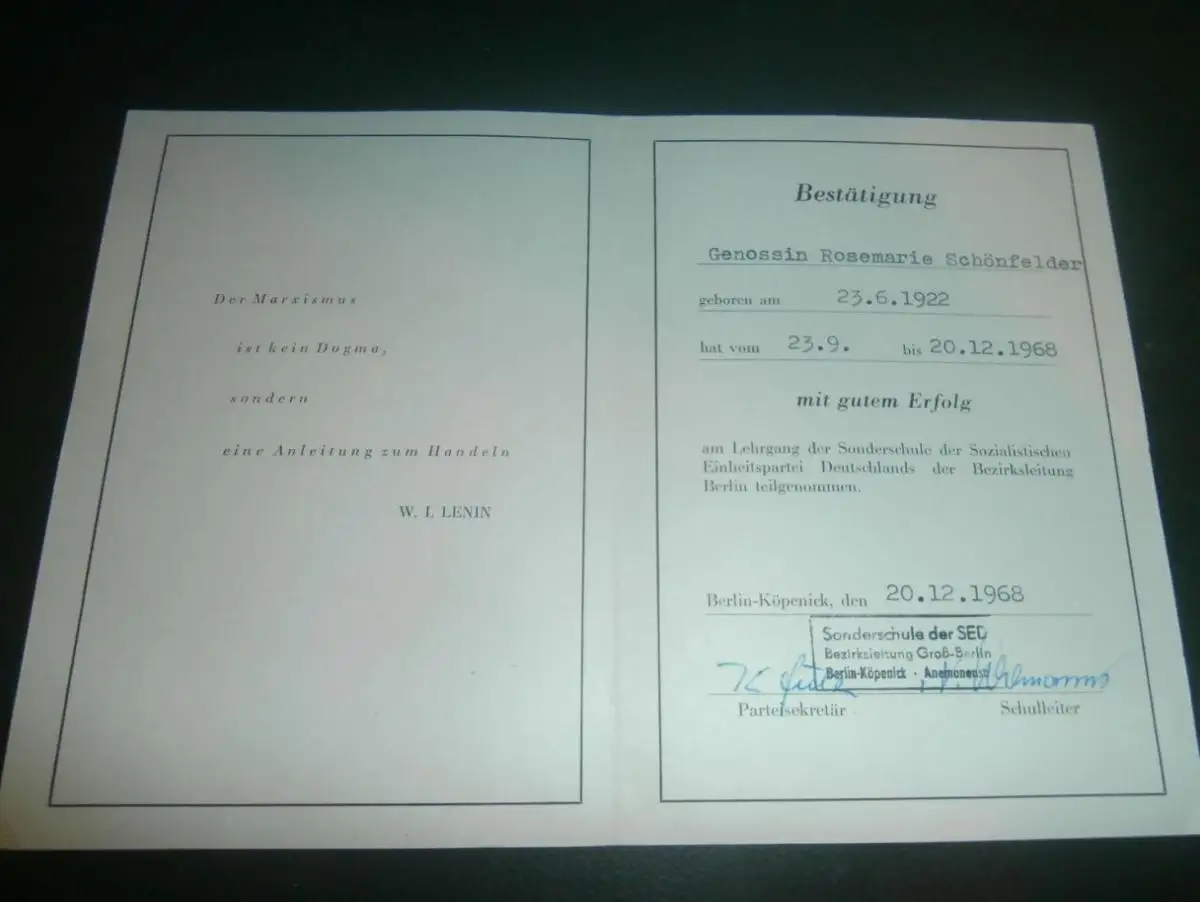 Der Marxismus
ist kein Dogma,
sondern
eine Anleitung zum Handeln
W. I. LENIN
Bestätigung
Genossin Rosemarie Schönfelder
geboren am 23.6.1922
hat vom 23.9. bis 20.12.1968
mit gutem Erfolg
am Lehrgang der Sonderschule der Sozialistischen
Einheitspartei Deutschlands der Bezirksleitung
Berlin teilgenommen.
Berlin-Köpenick, den 20.12.1968
Sonderschule der SED
Bezirksleitung Groß-Berlin
Berlin-Köpenick · Anemonenst
Parteisekretär Schulleiter